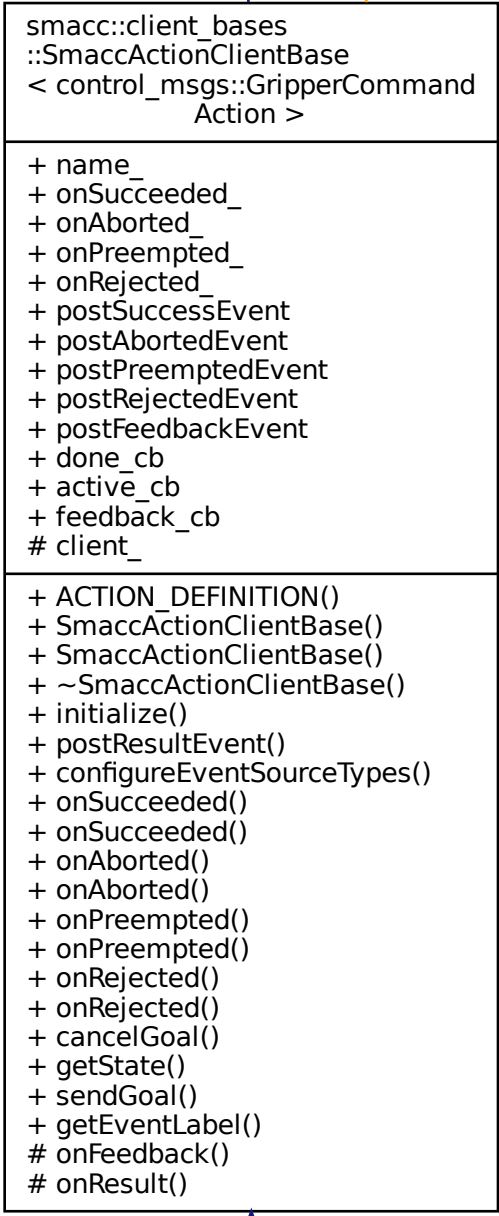 smacc::client_bases
::SmaccActionClientBase
< control_msgs::GripperCommand
Action >
+ name_
+ onSucceeded_
+ onAborted_
+ onPreempted_
+ onRejected_
+ postSuccessEvent
+ postAbortedEvent
+ postPreemptedEvent
+ postRejectedEvent
+ postFeedbackEvent
+ done_cb
+ active_cb
+ feedback_cb
# client_
+ ACTION_DEFINITION()
+ SmaccActionClientBase()
+ SmaccActionClientBase()
+ ~SmaccActionClientBase()
+ initialize()
+ postResultEvent()
+ configureEventSourceTypes()
+ onSucceeded()
+ onSucceeded()
+ onAborted()
+ onAborted()
+ onPreempted()
+ onPreempted()
+ onRejected()
+ onRejected()
+ cancelGoal()
+ getState()
+ sendGoal()
+ getEventLabel()
# onFeedback()
# onResult()